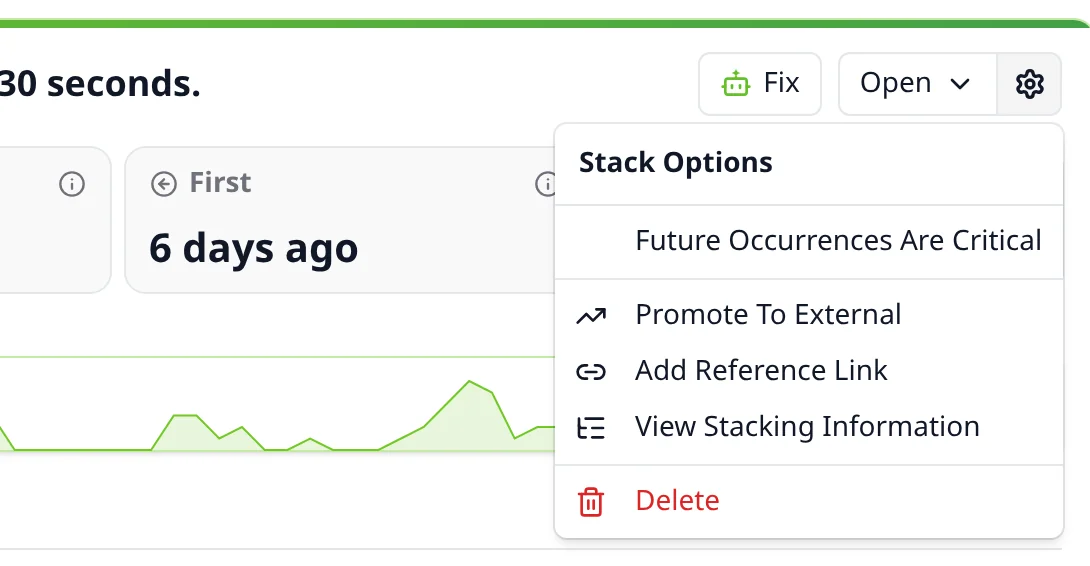 30 seconds.
Fix
Open
Stack Options
First
6 days ago
Future Occurrences Are Critical
Promote To External
Add Reference Link
View Stacking Information
Delete